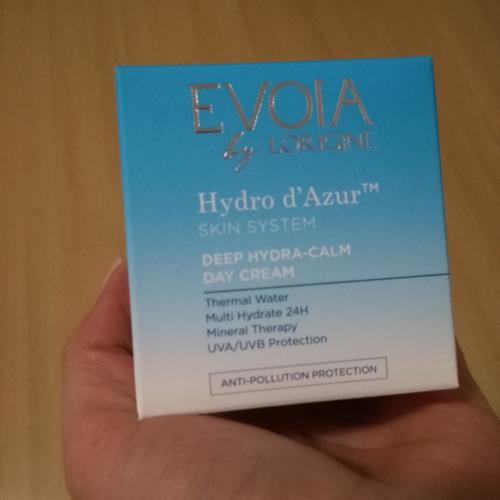 EVOIA
by LORIGINE
Hydro d'Azur™
SKIN SYSTEM
DEEP HYDRA-CALM
DAY CREAM
Thermal Water
Multi Hydrate 24H
Mineral Therapy
UVA/UVB Protection
ANTI-POLLUTION PROTECTION